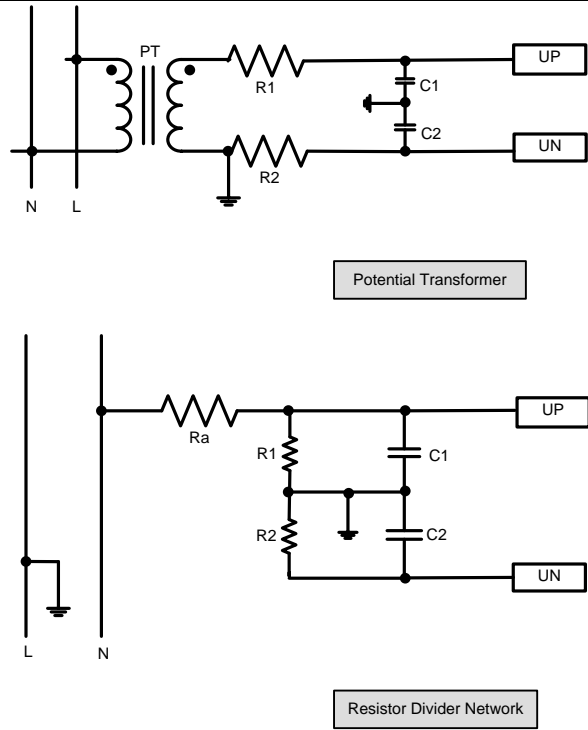 PT
UP
R1
C1
C2
UN
R2
N
L
Potential Transformer
UP
Ra
R1
C1
R2
C2
UN
L
N
Resistor Divider Network